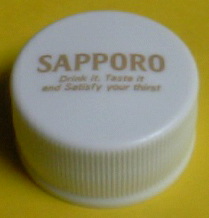 SAPPORO
Drink it, Taste it
and Satisfy your thirst